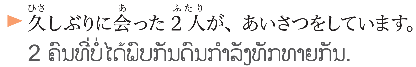 ▶久しぶりに会った2人が、あいさつをしています。
2 ຄົນທີ່ບໍ່ໄດ້ພົບກັນດົນກຳລັງທັກທາຍກັນ.